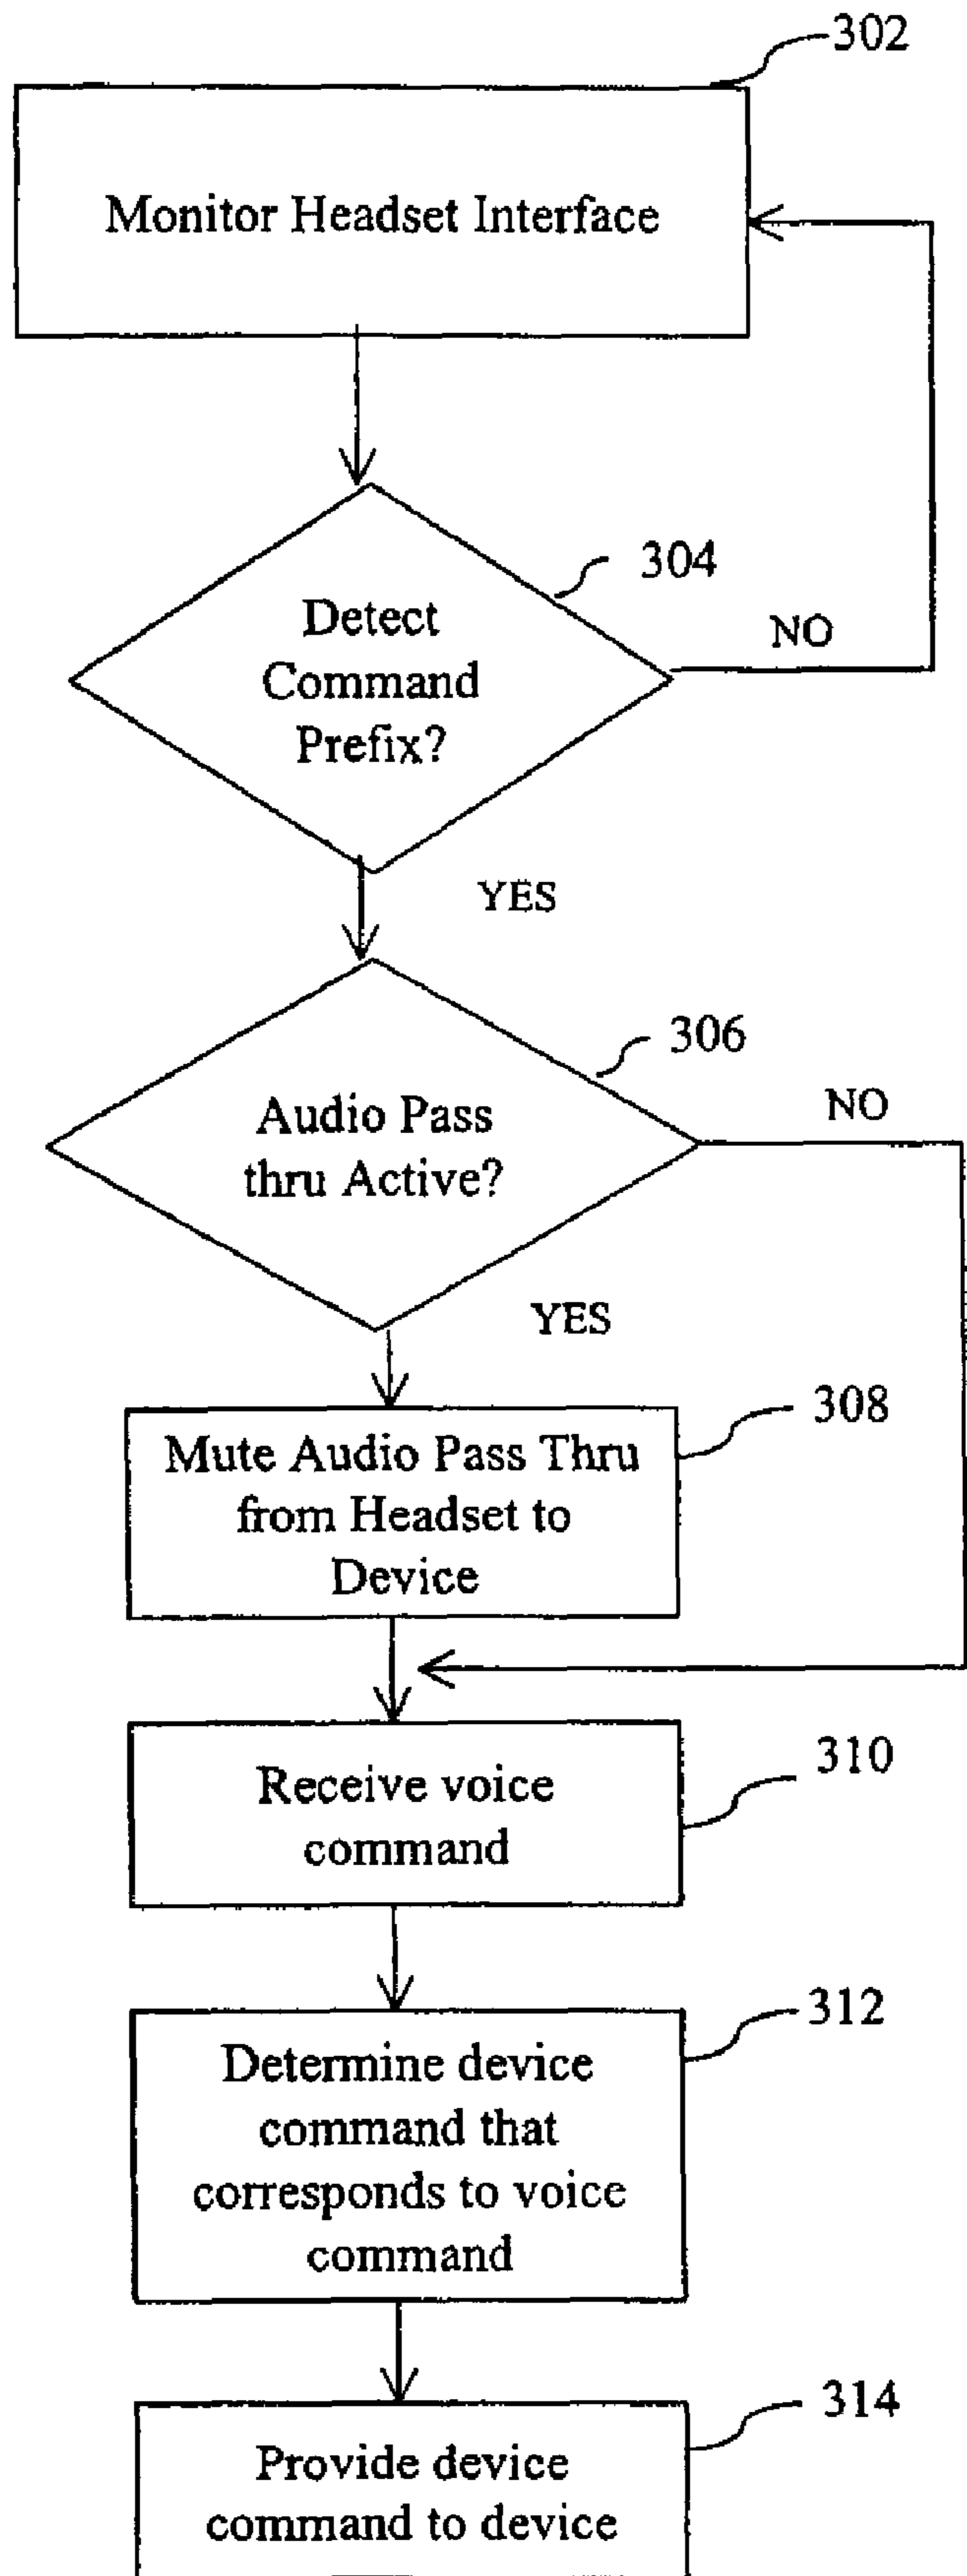 302
Monitor Headset Interface
304
Detect
Command
Prefix?
NO
YES
306
Audio Pass
thru Active?
NO
YES
308
Mute Audio Pass Thru
from Headset to
Device
310
Receive voice
command
312
Determine device
command that
corresponds to voice
command
314
Provide device
command to device